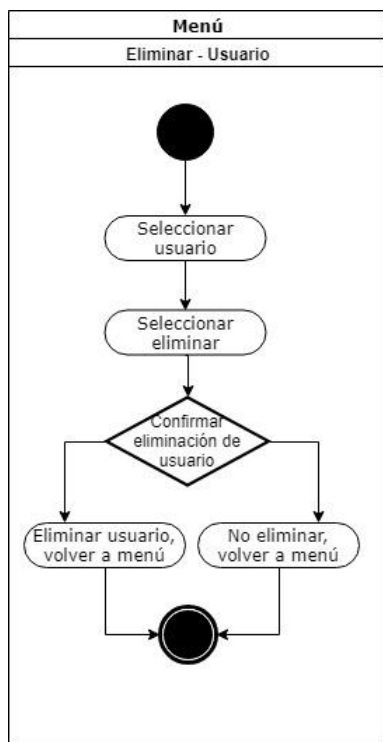 Menú
Eliminar - Usuario
Seleccionar
usuario
Seleccionar
eliminar
Confirmar
eliminación de
usuario
Eliminar usuario,
volver a menú
No eliminar,
volver a menú